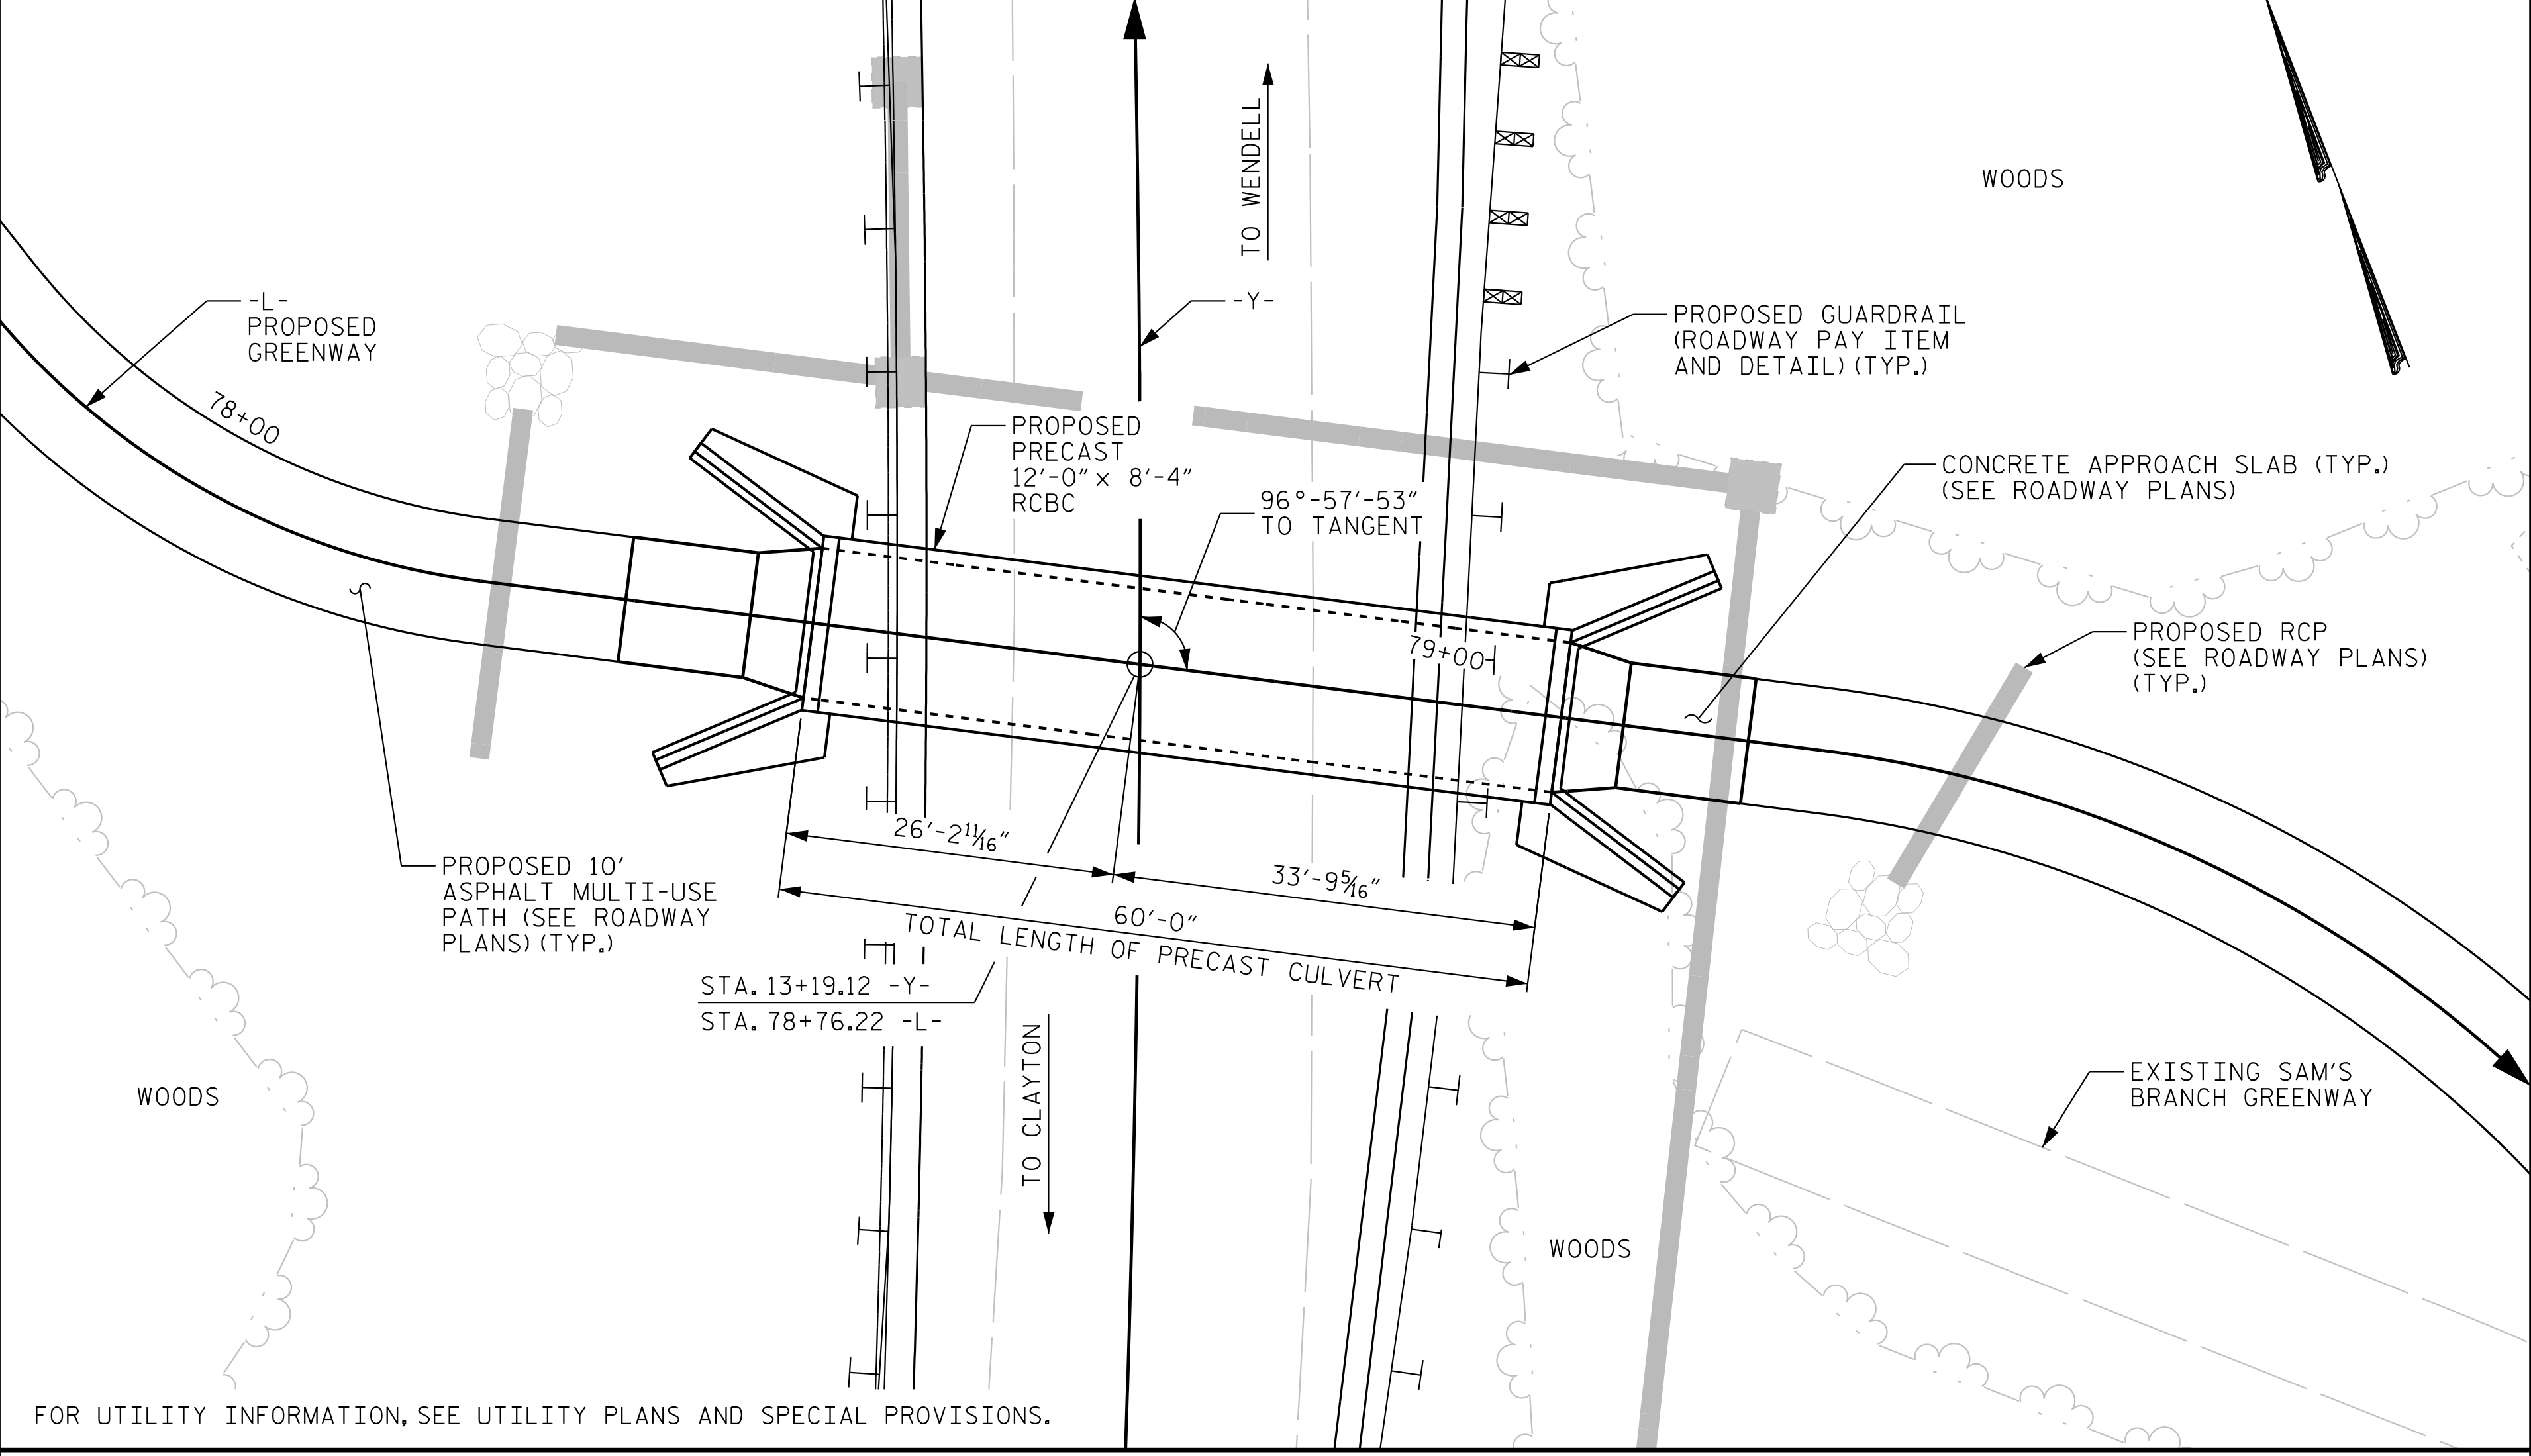 TO WENDELL
WOODS
-L-
PROPOSED
GREENWAY
-Y-
PROPOSED GUARDRAIL
(ROADWAY PAY ITEM
AND DETAIL) (TYP.)
78+00
PROPOSED
PRECAST
12'-0" x 8'-4"
RCBC
96°-57'-53"
TO TANGENT
CONCRETE APPROACH SLAB (TYP.)
(SEE ROADWAY PLANS)
79+00
PROPOSED RCP
(SEE ROADWAY PLANS)
(TYP.)
26'-2 11/16"
33'-9 5/16"
60'-0"
TOTAL LENGTH OF PRECAST CULVERT
PROPOSED 10'
ASPHALT MULTI-USE
PATH (SEE ROADWAY
PLANS) (TYP.)
STA. 13+19.12 -Y-
STA. 78+76.22 -L-
TO CLAYTON
WOODS
EXISTING SAM'S
BRANCH GREENWAY
WOODS
FOR UTILITY INFORMATION, SEE UTILITY PLANS AND SPECIAL PROVISIONS.